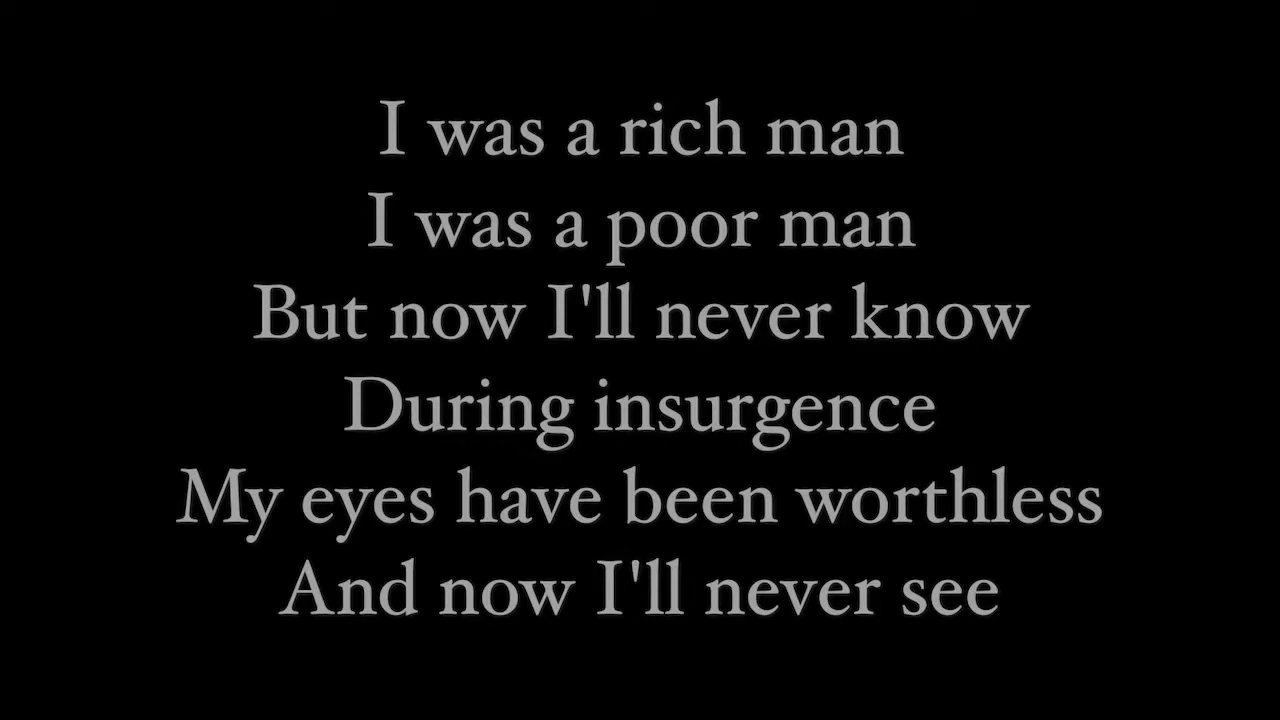 I was a rich man
I was a poor man
But now I'll never know
During insurgence
My eyes have been worthless
And now I'll never see